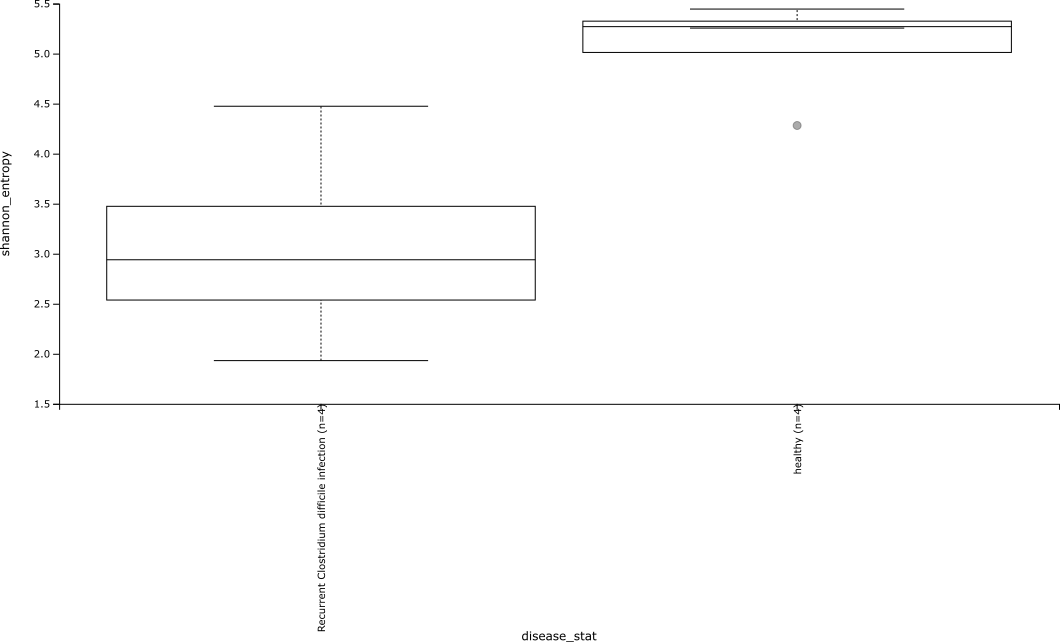 shannon_entropy
5.5
5.0
4.5
4.0
3.5
3.0
2.5
2.0
1.5
Recurrent Clostridium difficile infection (n=4)
healthy (n=4)
disease_stat